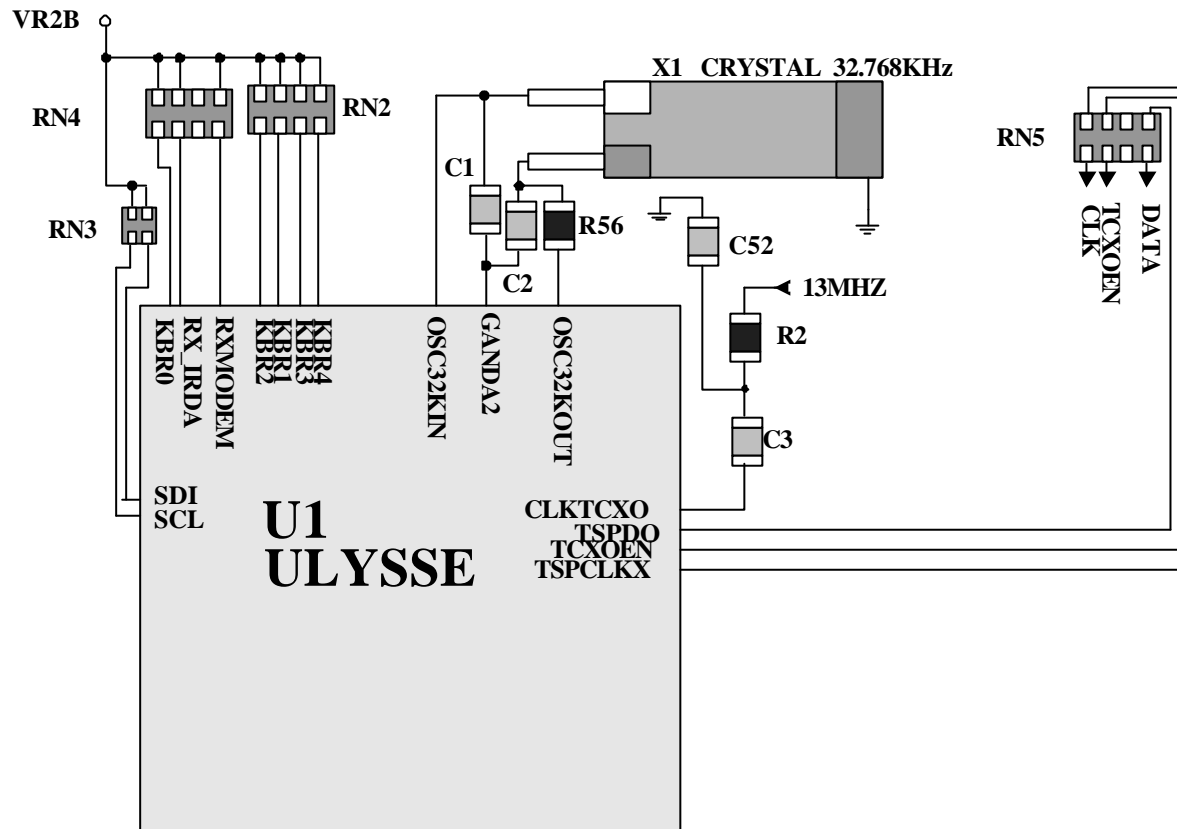 VR2B
X1 CRYSTAL 32.768KHz
RN4
RN2
RN5
C1
RN3
R56
C52
C2
CLK
TCXOEN
DATA
13MHZ
R2
KBR0
RX_IRDA
RXMODEM
KBR2
KBR1
KBR3
KBR4
OSC32KIN
GANDA2
OSC32KOUT
C3
SDI
SCL
U1
ULYSSE
CLKTCXO
TSPDO
TCXOEN
TSPCLKX